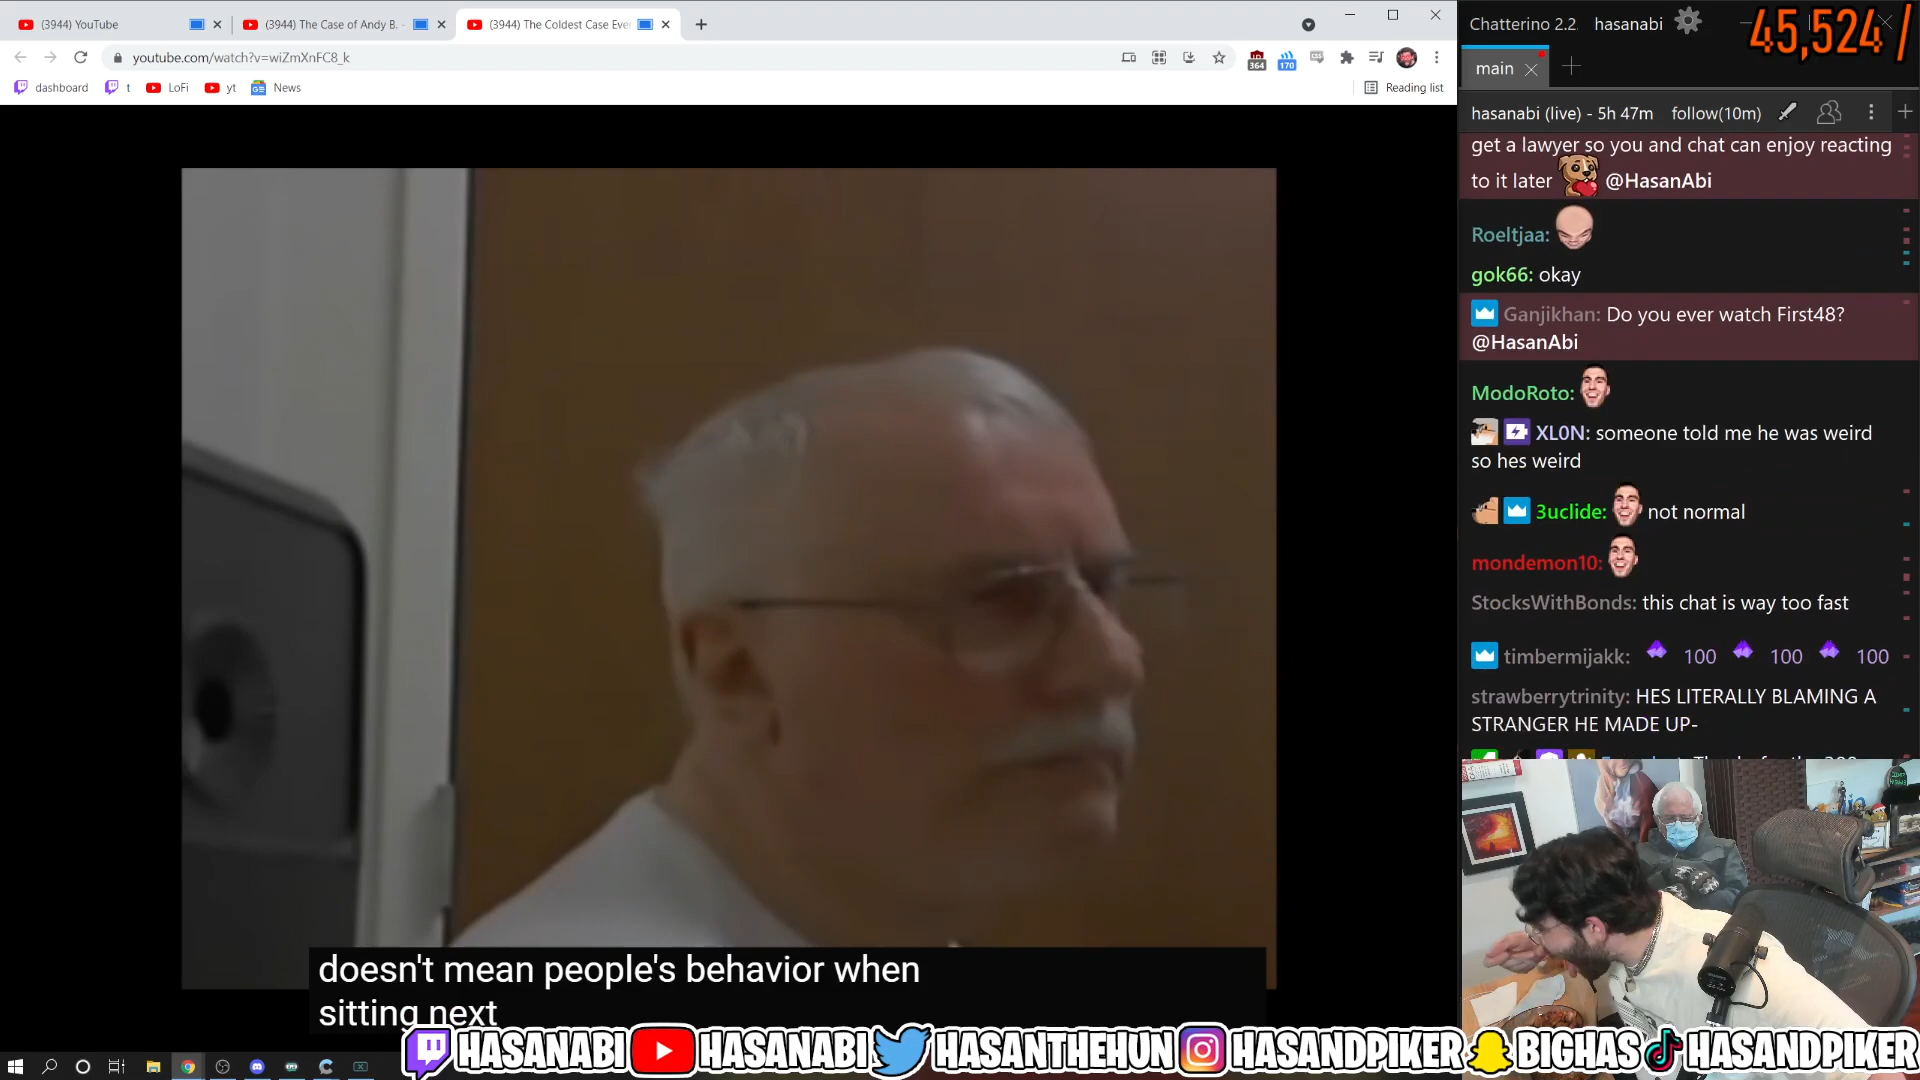 (3944) YouTube
(3944) The Case of Andy B. -
(3944) The Coldest Case Ever
youtube.com/watch?v=wiZmXnFC8_k
364
170
dashboard
t
LoFi
yt
News
Reading list
doesn't mean people's behavior when
sitting next
Chatterino 2.2.
hasanabi
45,524 /
main
hasanabi (live) - 5h 47m
follow(10m)
get a lawyer so you and chat can enjoy reacting
to it later @HasanAbi
Roeltjaa:
gok66: okay
Ganjikhan: Do you ever watch First48?
@HasanAbi
ModoRoto:
XL0N: someone told me he was weird
so hes weird
3uclide: not normal
mondemon10:
StocksWithBonds: this chat is way too fast
timbermijakk: 100 100 100
strawberrytrinity: HES LITERALLY BLAMING A
STRANGER HE MADE UP-
HASANABI
HASANABI
HASANTHEHUN
HASANDPIKER
BIGHAS
HASANDPIKER